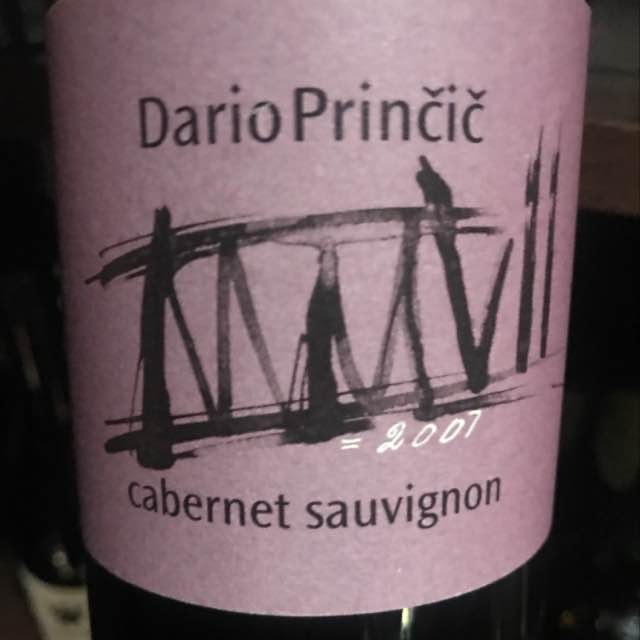 Dario Prinčič
= 2007
cabernet sauvignon